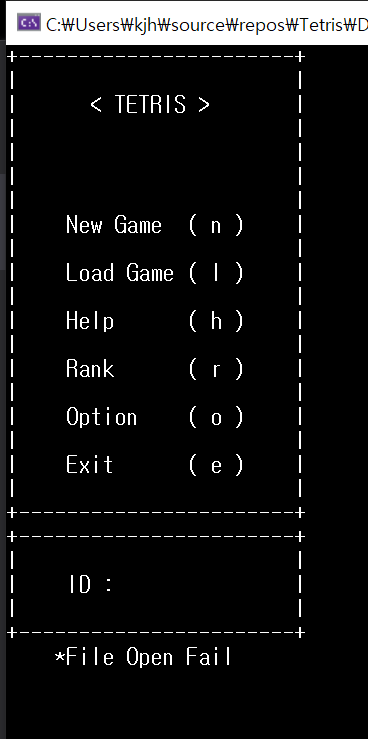 C:₩Users₩kjh₩source₩repos₩Tetris₩D
< TETRIS >
New Game ( n )
Load Game ( l )
Help ( h )
Rank ( r )
Option ( o )
Exit ( e )
ID :
*File Open Fail